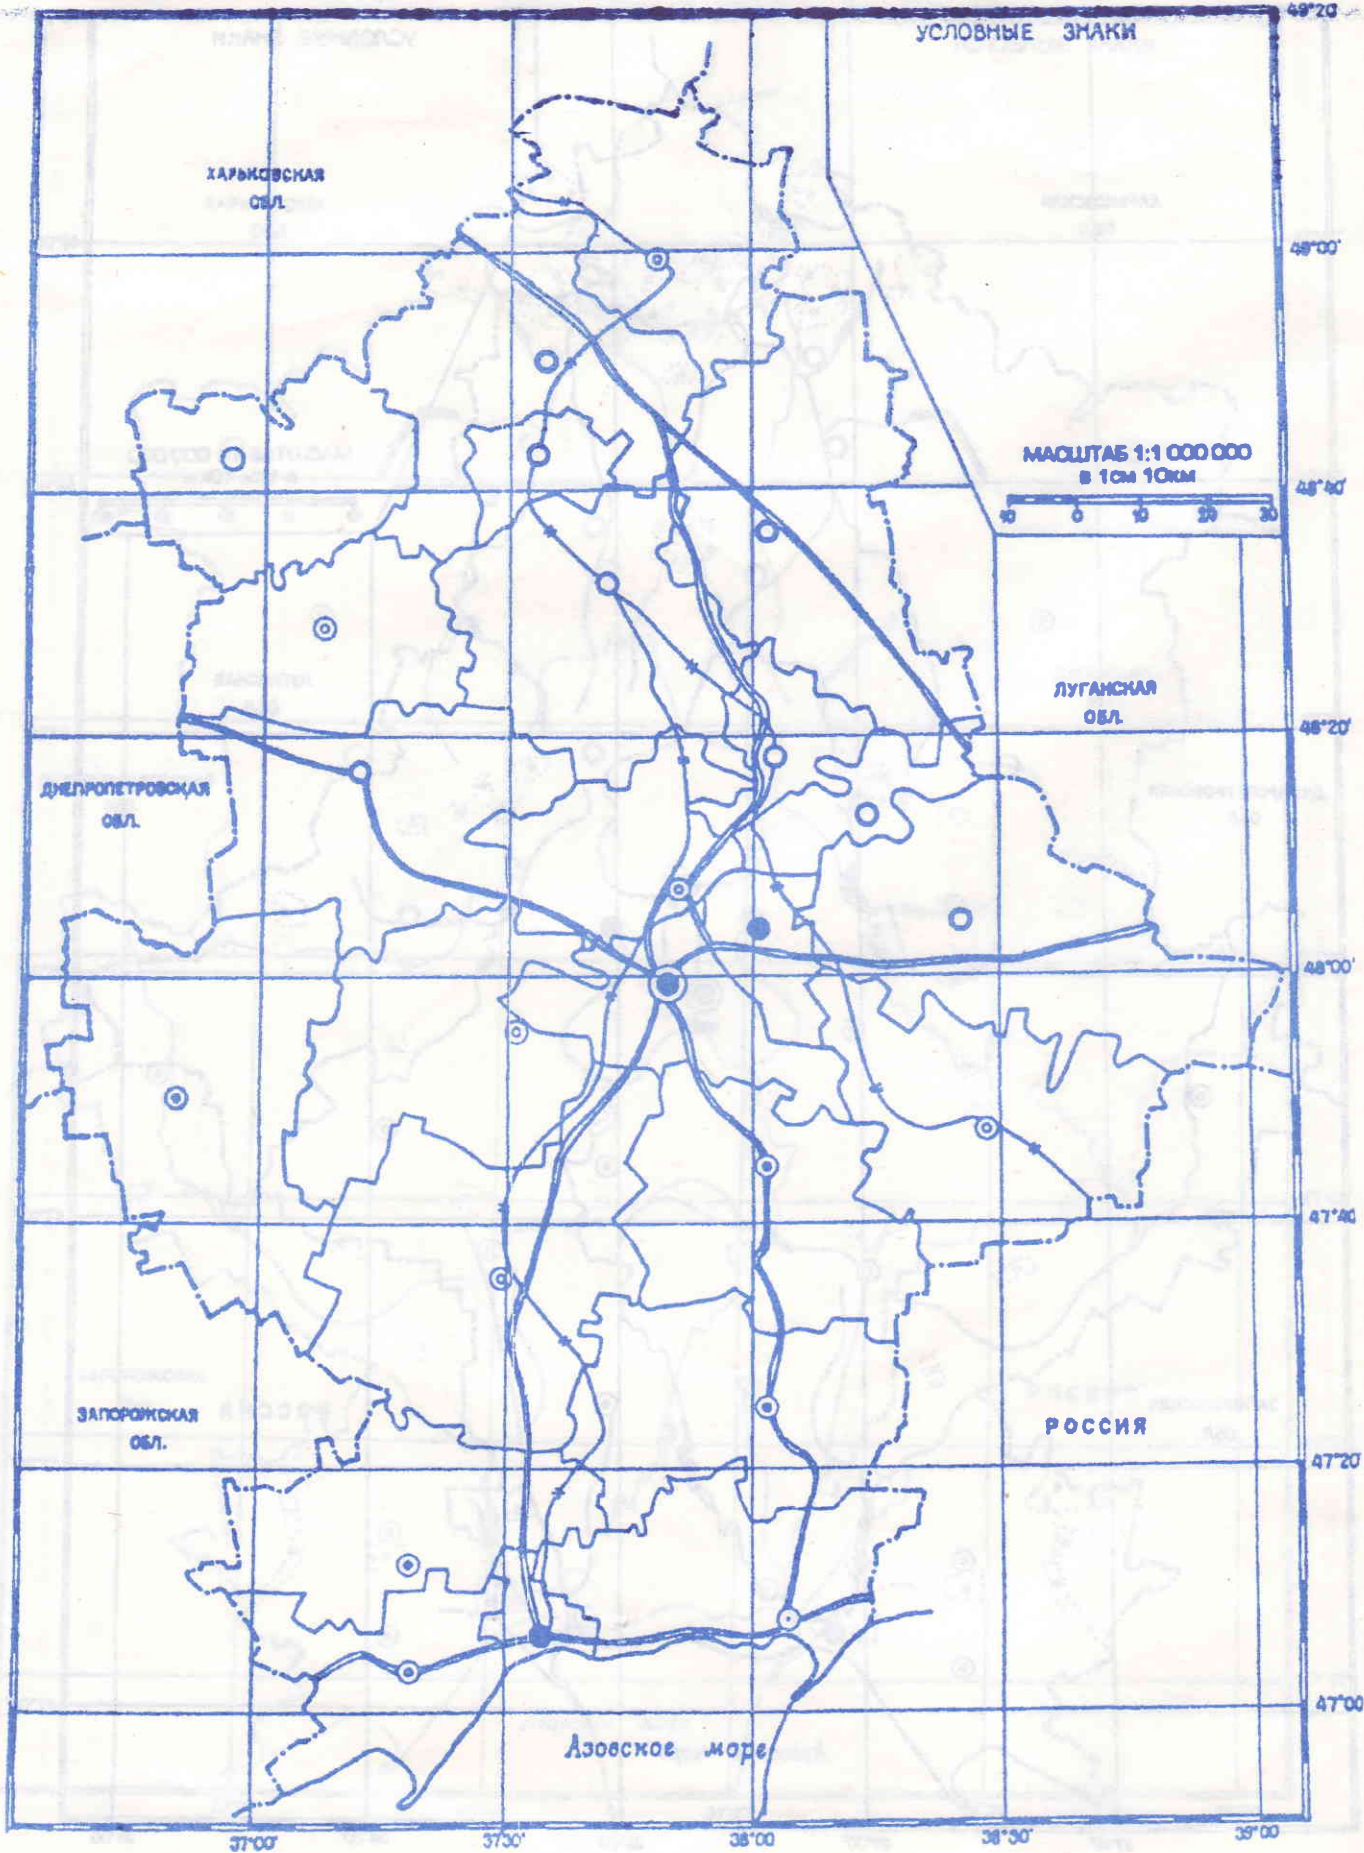 49°20'
УСЛОВНЫЕ ЗНАКИ
ХАРЬКОВСКАЯ
ОБЛ.
49°00'
МАСШТАБ 1:1 000 000
в 1см 10км
10 0 10 20 30
48°40'
ЛУГАНСКАЯ
ОБЛ.
48°20'
ДНЕПРОПЕТРОВСКАЯ
ОБЛ.
48°00'
47°40'
ЗАПОРОЖСКАЯ
ОБЛ.
РОССИЯ
47°20'
47°00'
Азовское море
37°00' 37°30' 38°00' 38°30' 39°00'